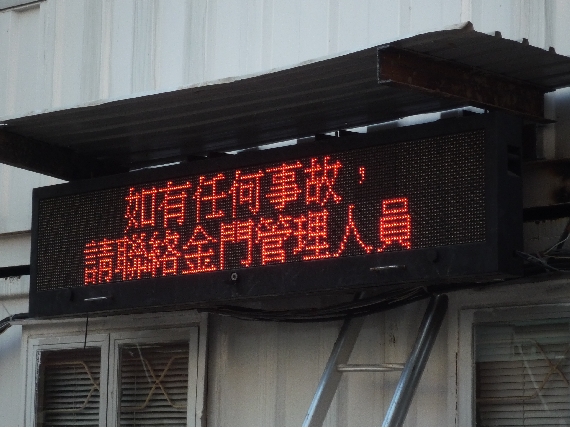 如有任何事故，
請聯絡金門管理人員